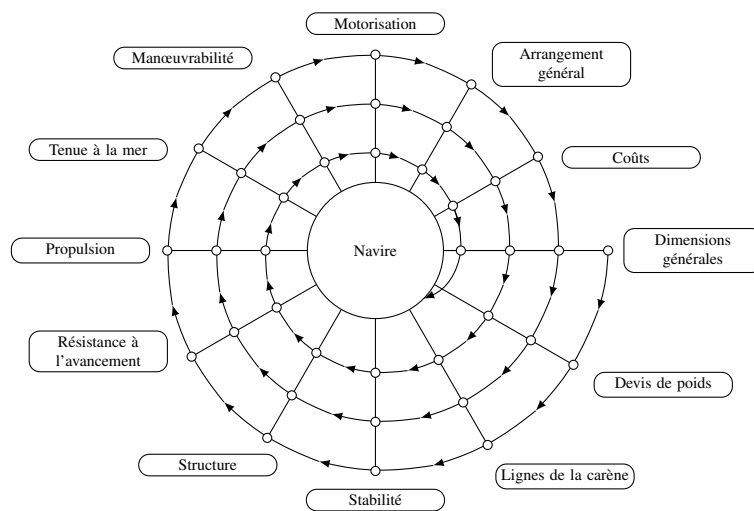 Motorisation
Manœuvrabilité
Arrangement
général
Tenue à la mer
Coûts
Propulsion
Navire
Dimensions
générales
Résistance à
l'avancement
Devis de poids
Structure
Lignes de la carène
Stabilité